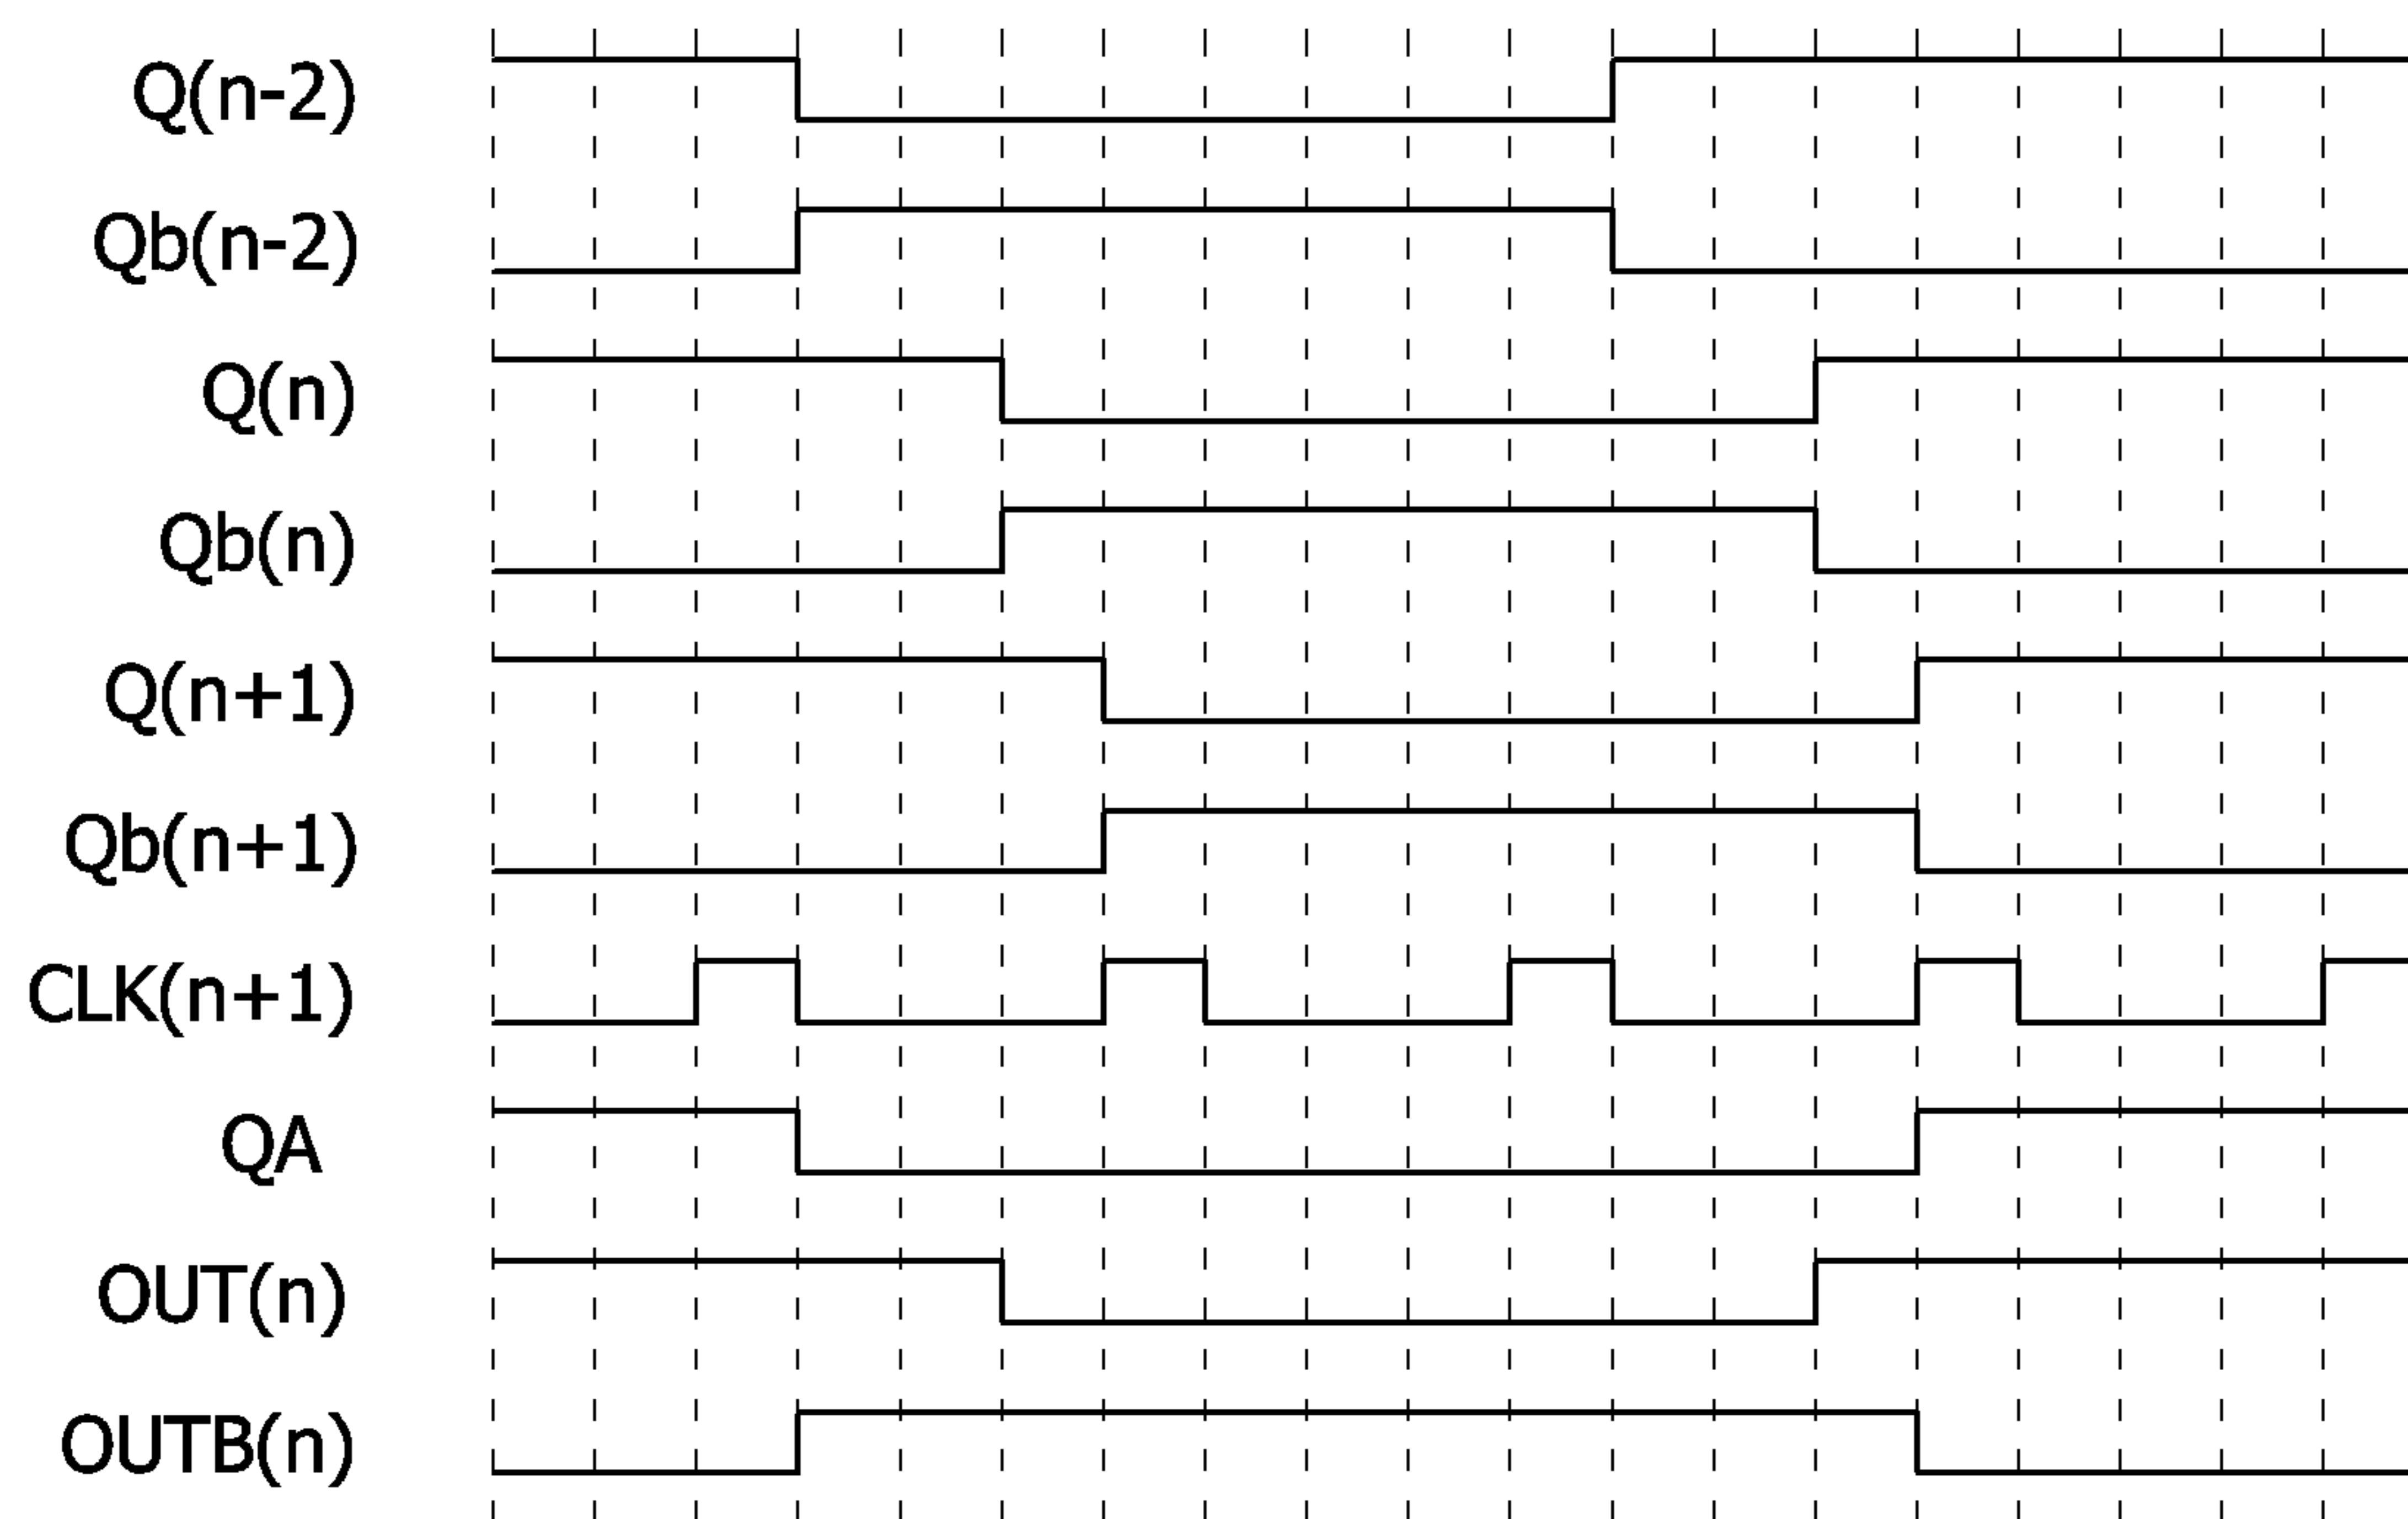 Q(n-2)
Qb(n-2)
Q(n)
Qb(n)
Q(n+1)
Qb(n+1)
CLK(n+1)
QA
OUT(n)
OUTB(n)